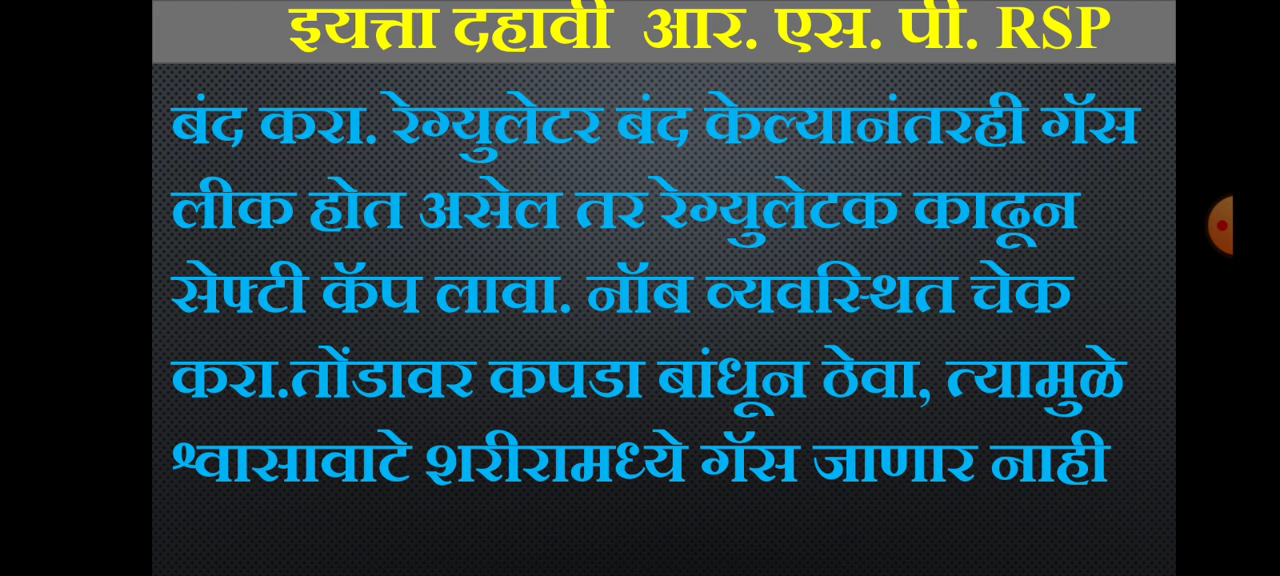 इयत्ता दहावी आर. एस. पी. RSP
बंद करा. रेग्युलेटर बंद केल्यानंतरही गॅस
लीक होत असेल तर रेग्युलेटक काढून
सेफ्टी कॅप लावा. नॉब व्यवस्थित चेक
करा.तोंडावर कपडा बांधून ठेवा, त्यामुळे
श्वासावाटे शरीरामध्ये गॅस जाणार नाही